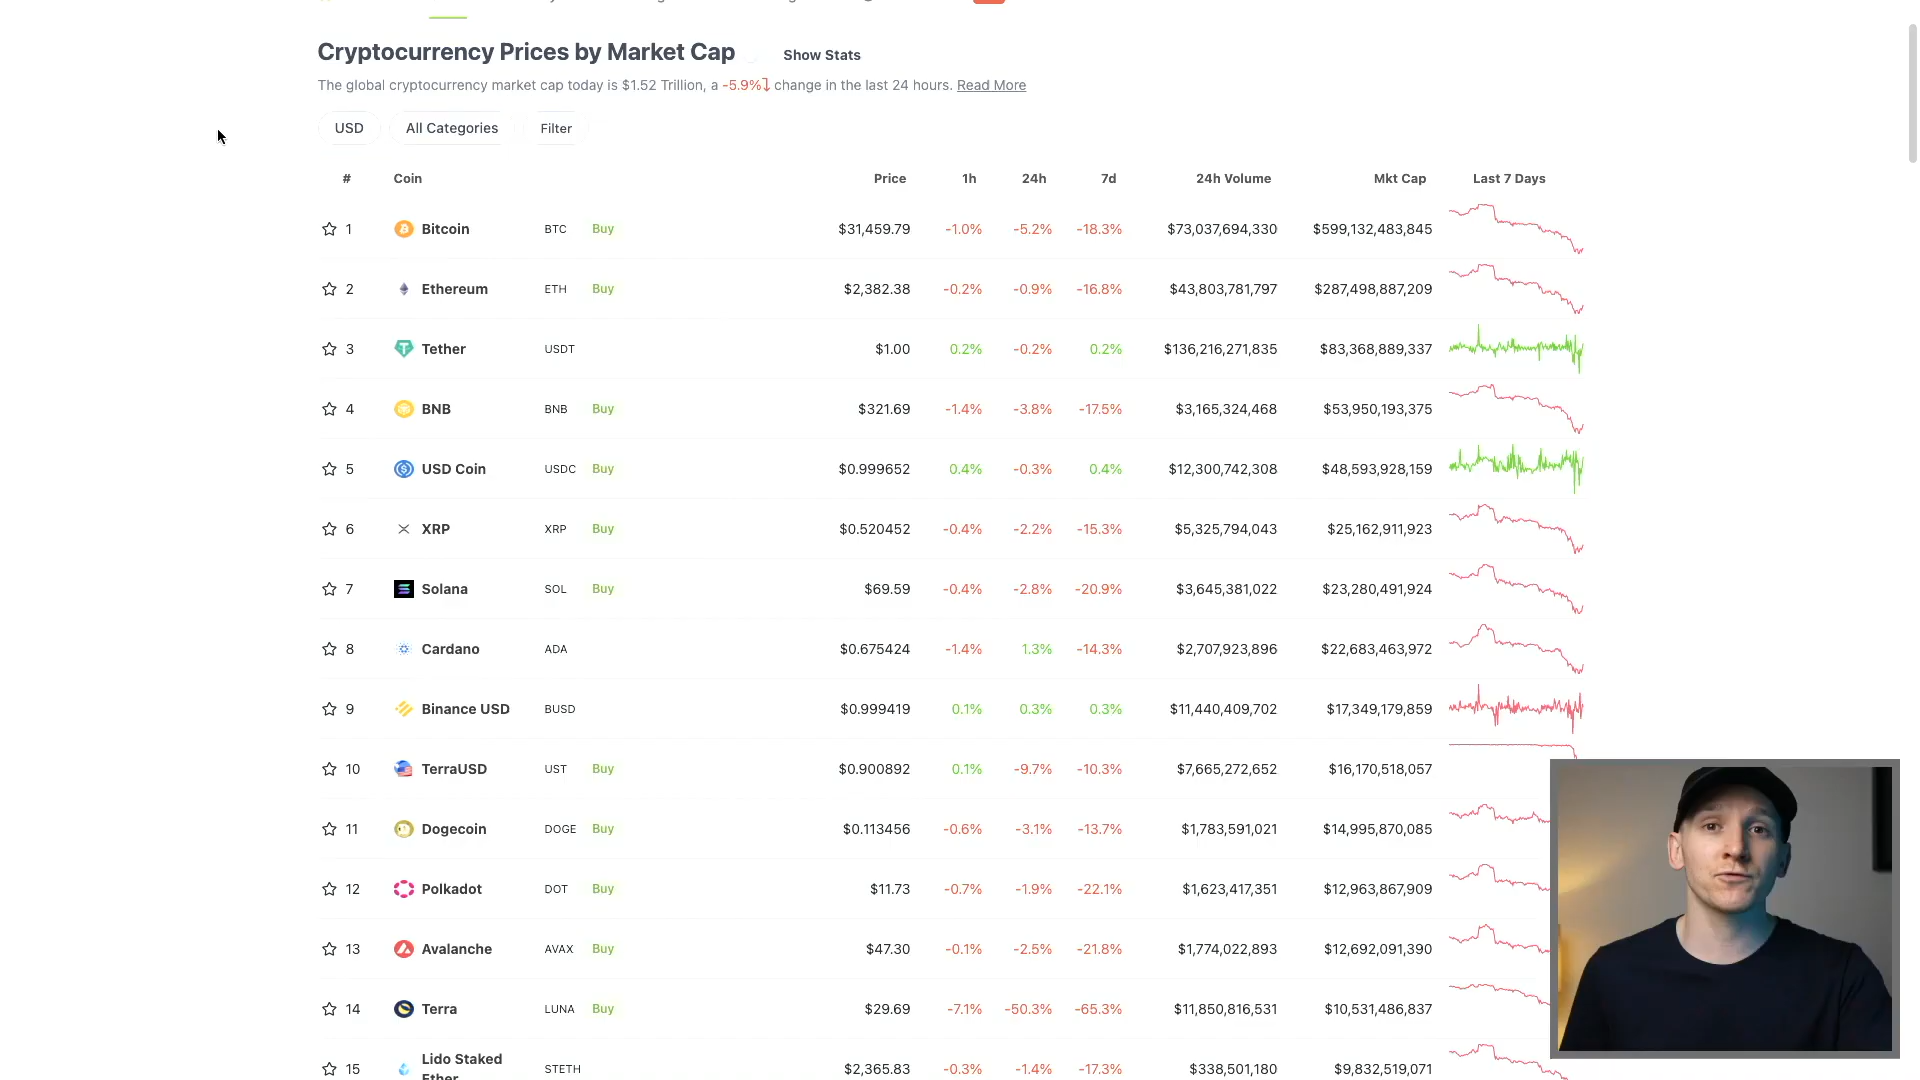 Cryptocurrency Prices by Market Cap Show Stats
The global cryptocurrency market cap today is $1.52 Trillion, a -5.9% change in the last 24 hours. Read More
USD All Categories Filter
# Coin Price 1h 24h 7d 24h Volume Mkt Cap Last 7 Days
1 Bitcoin BTC Buy $31,459.79 -1.0% -5.2% -18.3% $73,037,694,330 $599,132,483,845
2 Ethereum ETH Buy $2,382.38 -0.2% -0.9% -16.8% $43,803,781,797 $287,498,887,209
3 Tether USDT $1.00 0.2% -0.2% 0.2% $136,216,271,835 $83,368,889,337
4 BNB BNB Buy $321.69 -1.4% -3.8% -17.5% $3,165,324,468 $53,950,193,375
5 USD Coin USDC Buy $0.999652 0.4% -0.3% 0.4% $12,300,742,308 $48,593,928,159
6 XRP XRP Buy $0.520452 -0.4% -2.2% -15.3% $5,325,794,043 $25,162,911,923
7 Solana SOL Buy $69.59 -0.4% -2.8% -20.9% $3,645,381,022 $23,280,491,924
8 Cardano ADA $0.675424 -1.4% 1.3% -14.3% $2,707,923,896 $22,683,463,972
9 Binance USD BUSD $0.999419 0.1% 0.3% 0.3% $11,440,409,702 $17,349,179,859
10 TerraUSD UST Buy $0.900892 0.1% -9.7% -10.3% $7,665,272,652 $16,170,518,057
11 Dogecoin DOGE Buy $0.113456 -0.6% -3.1% -13.7% $1,783,591,021 $14,995,870,085
12 Polkadot DOT Buy $11.73 -0.7% -1.9% -22.1% $1,623,417,351 $12,963,867,909
13 Avalanche AVAX Buy $47.30 -0.1% -2.5% -21.8% $1,774,022,893 $12,692,091,390
14 Terra LUNA Buy $29.69 -7.1% -50.3% -65.3% $11,850,816,531 $10,531,486,837
15 Lido Staked Ether STETH $2,365.83 -0.3% -1.4% -17.3% $338,501,180 $9,832,519,071